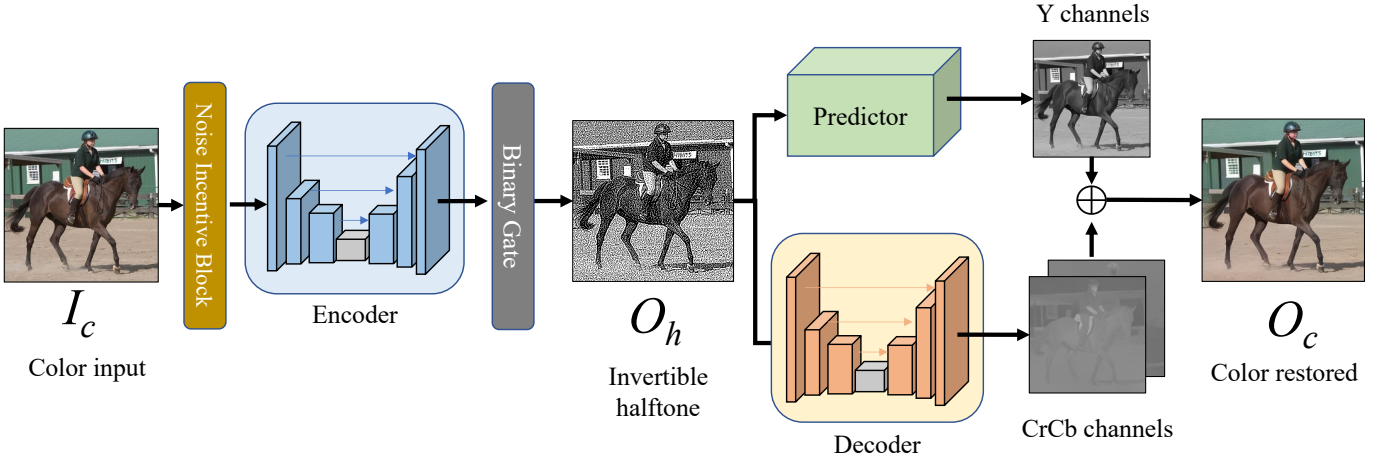 Y channels
Noise Incentive Block
Binary Gate
Predictor
I_c
Color input
Encoder
O_h
Invertible
halftone
Decoder
CrCb channels
O_c
Color restored